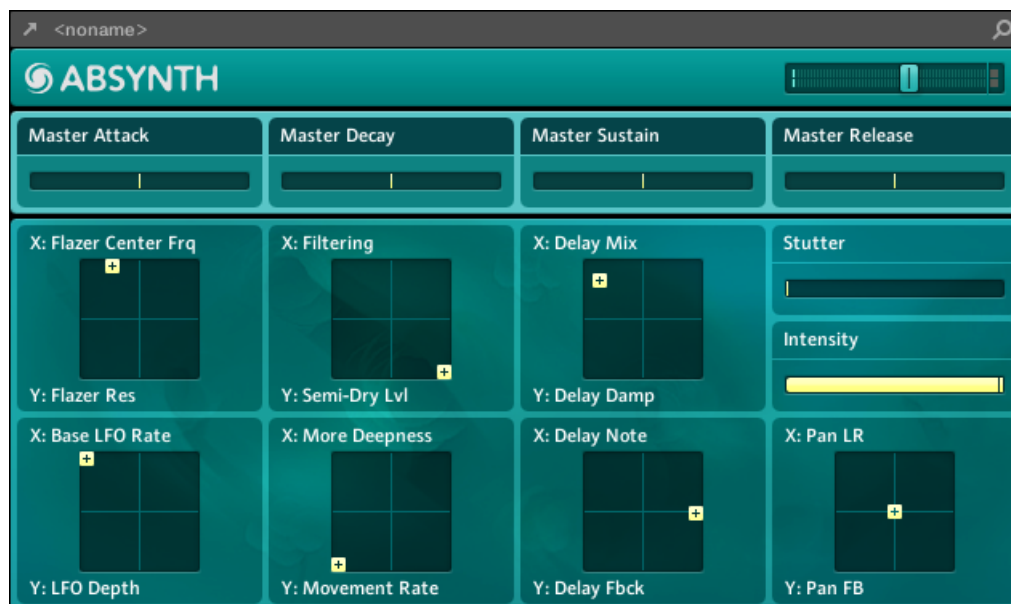 <noname>
ABSYNTH
Master Attack
Master Decay
Master Sustain
Master Release
X: Flazer Center Frq
Y: Flazer Res
X: Filtering
Y: Semi-Dry Lvl
X: Delay Mix
Y: Delay Damp
Stutter
Intensity
X: Base LFO Rate
Y: LFO Depth
X: More Deepness
Y: Movement Rate
X: Delay Note
Y: Delay Fbck
X: Pan LR
Y: Pan FB